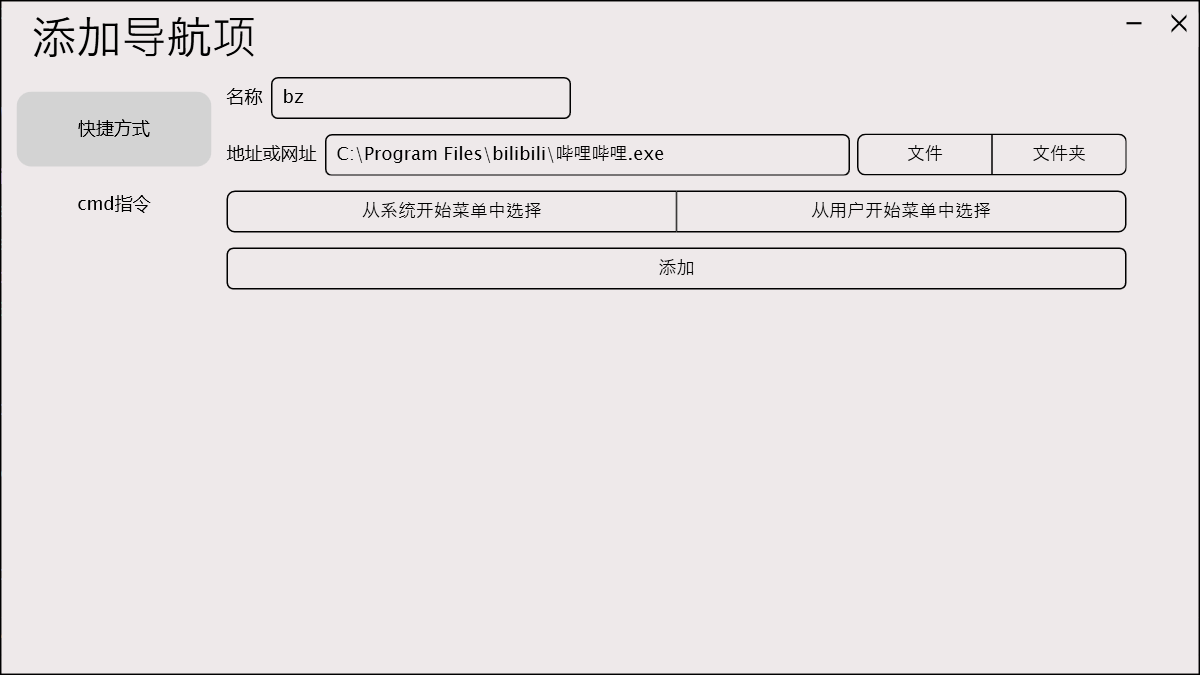 添加导航项
快捷方式
cmd指令
名称 bz
地址或网址 C:\Program Files\bilibili\哔哩哔哩.exe 文件 文件夹
从系统开始菜单中选择 从用户开始菜单中选择
添加